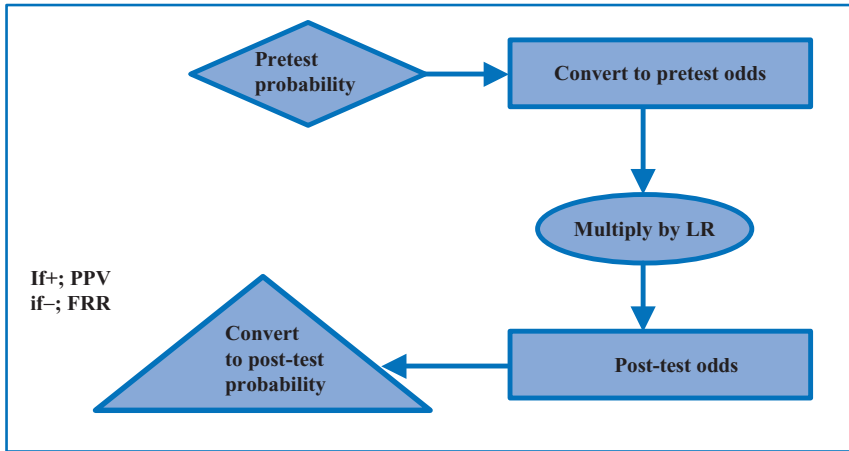 Pretest
probability
Convert to pretest odds
Multiply by LR
If+; PPV
if–; FRR
Convert
to post-test
probability
Post-test odds